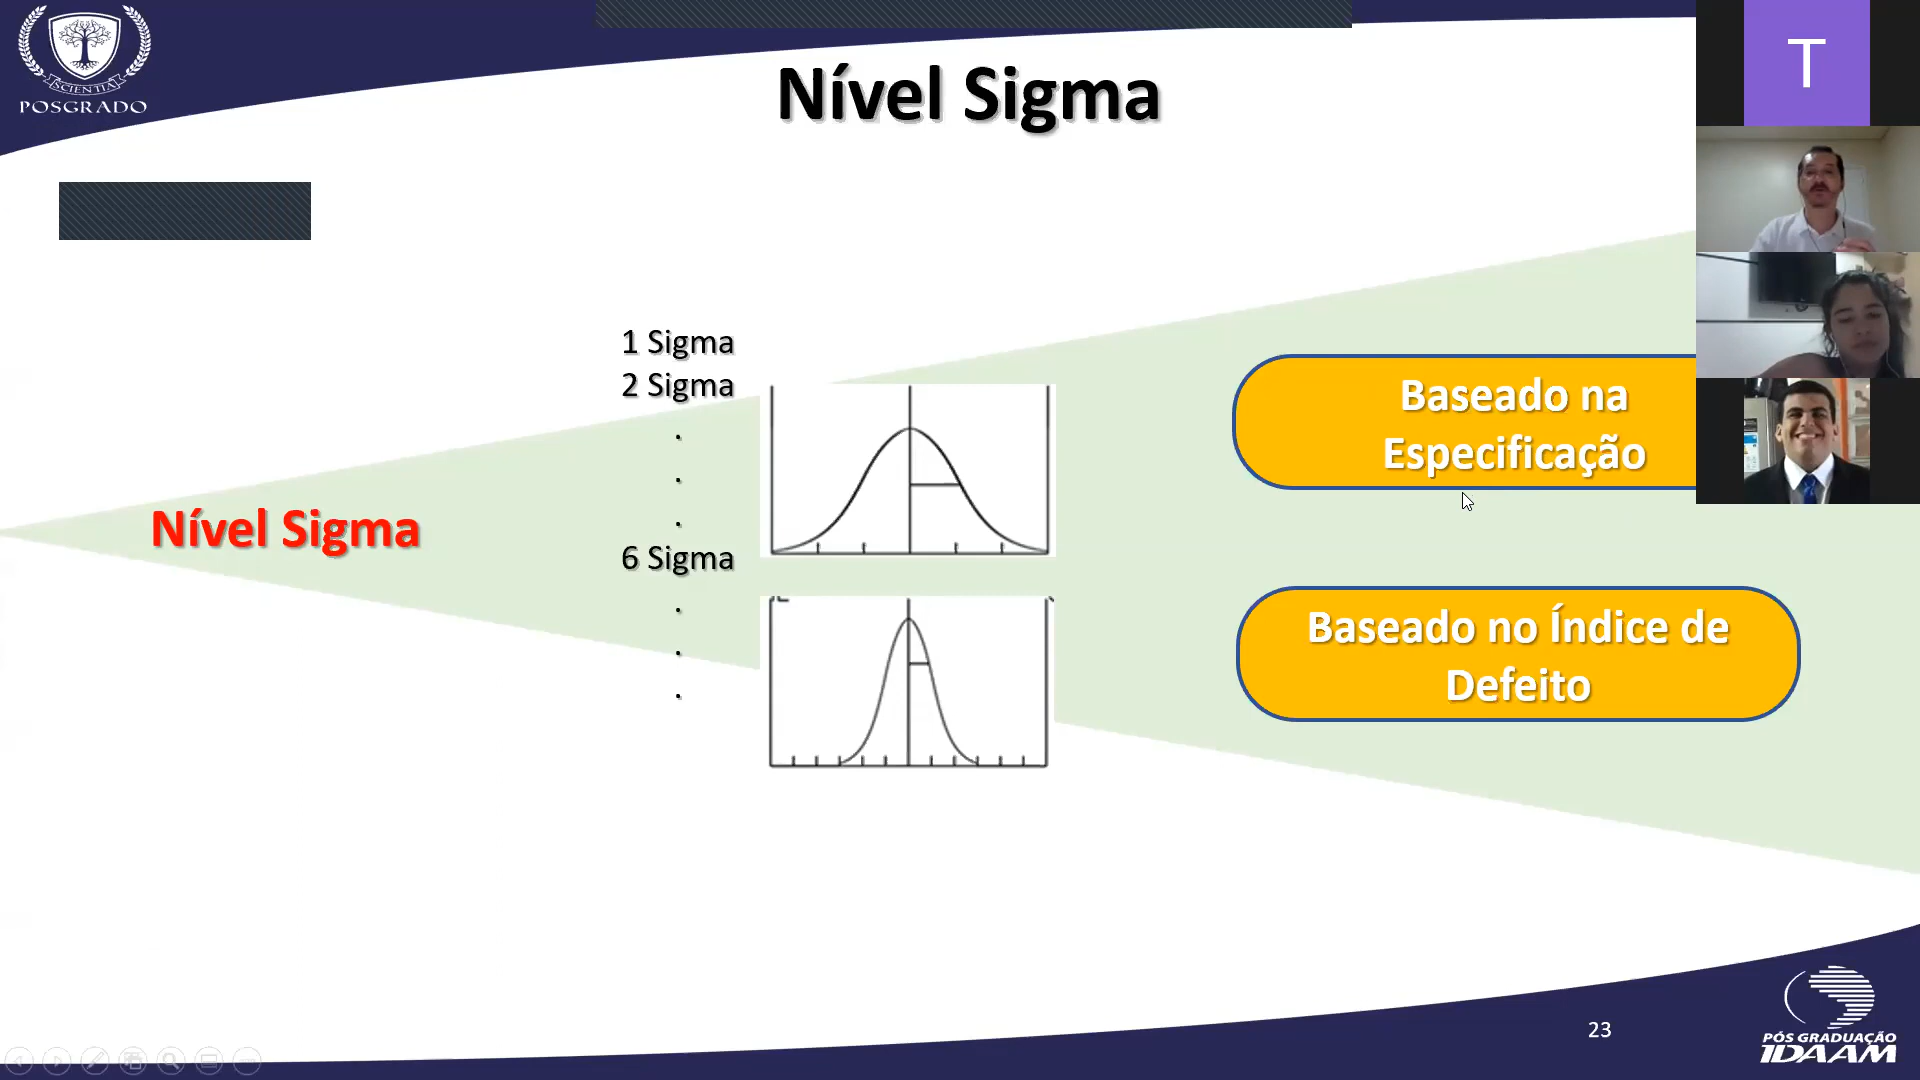 SCIENTIA
POSGRADO
Nível Sigma
T
1 Sigma
2 Sigma
.
.
.
6 Sigma
.
.
.
Nível Sigma
Baseado na
Especificação
Baseado no Índice de
Defeito
23
PÓS GRADUAÇÃO
IDAAM